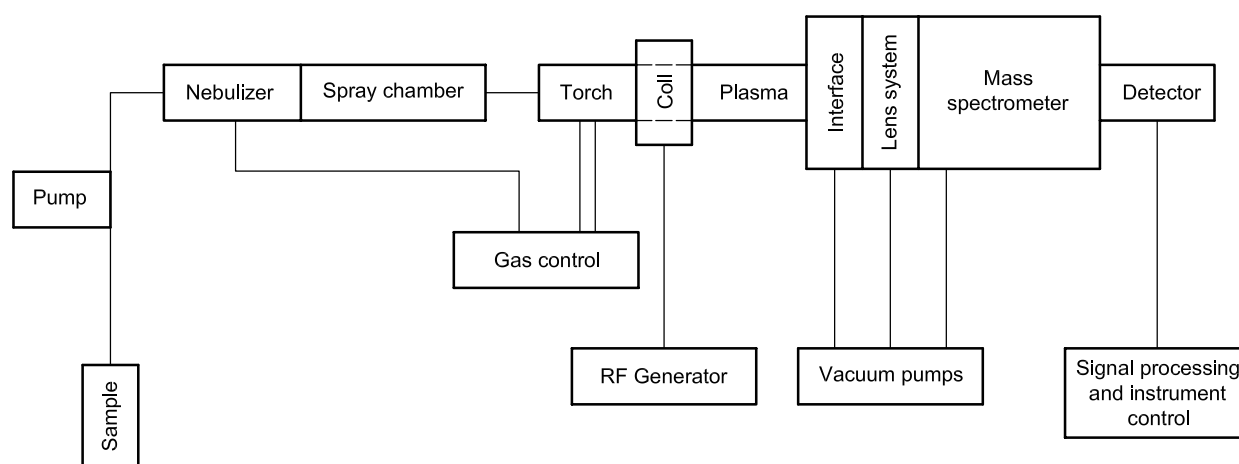 Nebulizer
Spray chamber
Torch
Coll
Plasma
Interface
Lens system
Mass
spectrometer
Detector
Pump
Gas control
Sample
RF Generator
Vacuum pumps
Signal processing
and instrument
control